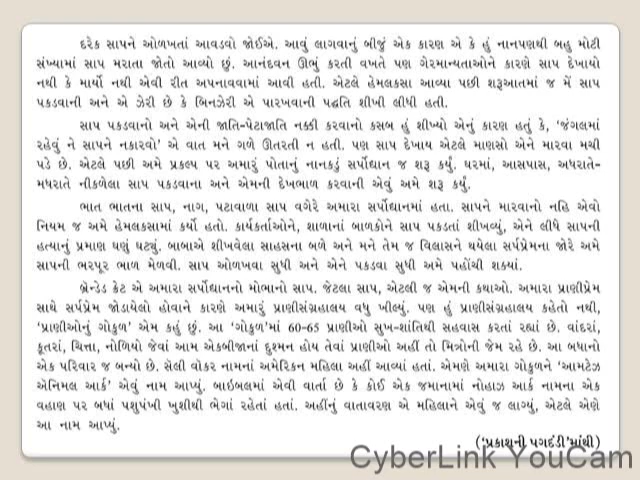 દરેક સાપને ઓળખતાં આવડવો જોઈએ. આવું લાગવાનું બીજું એક કારણ એ કે હું નાનપણથી બહુ મોટી
સંખ્યામાં સાપ મરાતા જોતો આવ્યો છું. આનંદવન ઊભું કરતી વખતે પણ ગેરમાન્યતાઓને કારણે સાપ દેખાયો
નથી કે માર્યો નથી એવી રીત અપનાવવામાં આવી હતી. એટલે હેમલકસા આવ્યા પછી શરૂઆતમાં જ મેં સાપ
પકડવાની અને એ ઝેરી છે કે બિનઝેરી એ પારખવાની પદ્ધતિ શીખી લીધી હતી.
સાપ પકડવાનો અને એની જાતિ-પેટાજાતિ નક્કી કરવાનો કસબ હું શીખ્યો એનું કારણ હતું કે, ‘જંગલમાં
રહેવું ને સાપને નકારવો’ એ વાત મને ગળે ઊતરતી ન હતી. પણ સાપ દેખાય એટલે માણસો એને મારવા મથી
પડે છે. એટલે પછી અમે પ્રકલ્પ પર અમારું પોતાનું નાનકડું સર્પોદ્યાન જ શરૂ કર્યું. ઘરમાં, આસપાસ, અધરાતે-
મધરાતે નીકળેલા સાપ પકડવાના અને એમની દેખભાળ કરવાની એવું અમે શરૂ કર્યું.
ભાત ભાતના સાપ, નાગ, પટાવાળા સાપ વગેરે અમારા સર્પોદ્યાનમાં હતા. સાપને મારવાનો નહિ એવો
નિયમ જ અમે હેમલકસામાં કર્યો હતો. કાર્યકર્તાઓને, શાળાનાં બાળકોને સાપ પકડતાં શીખવ્યું, એને લીધે સાપની
હત્યાનું પ્રમાણ ઘણું ઘટ્યું. બાબાએ શીખવેલા સાહસના બળે અને મને તેમ જ વિલાસને થયેલા સર્પપ્રેમના જોરે અમે
સાપની ભરપૂર ભાળ મેળવી. સાપ ઓળખવા સુધી અને એને પકડવા સુધી અમે પહોંચી શક્યાં.
બ્રૅન્ડેડ ક્રેટ એ અમારા સર્પોદ્યાનનો મોભાનો સાપ. જેટલા સાપ, એટલી જ એમની કથાઓ. અમારા પ્રાણીપ્રેમ
સાથે સર્પપ્રેમ જોડાયેલો હોવાને કારણે અમારું પ્રાણીસંગ્રહાલય વધુ ખીલ્યું. પણ હું પ્રાણીસંગ્રહાલય કહેતો નથી,
‘પ્રાણીઓનું ગોકુળ’ એમ કહું છું. આ ‘ગોકુળ’માં 60-65 પ્રાણીઓ સુખ-શાંતિથી સહવાસ કરતાં રહ્યાં છે. વાંદરાં,
કૂતરાં, ચિત્તા, નોળિયો જેવાં આમ એકબીજાનાં દુશ્મન હોય તેવાં પ્રાણીઓ અહીં તો મિત્રોની જેમ રહે છે. આ બધાનો
એક પરિવાર જ બન્યો છે. સૅલી વૉકર નામનાં અમેરિકન મહિલા અહીં આવ્યાં હતાં. એમણે અમારા ગોકુળને ‘આમટેઝ
ઍનિમલ આર્ક’ એવું નામ આપ્યું. બાઇબલમાં એવી વાર્તા છે કે કોઈ એક જમાનામાં નોહાઝ આર્ક નામના એક
વહાણ પર બધાં પશુપંખી ખુશીથી ભેગાં રહેતાં હતાં. અહીંનું વાતાવરણ એ મહિલાને એવું જ લાગ્યું, એટલે એણે
આ નામ આપ્યું.
(‘પ્રકાશની પગદંડી’માંથી)
CyberLink YouCam